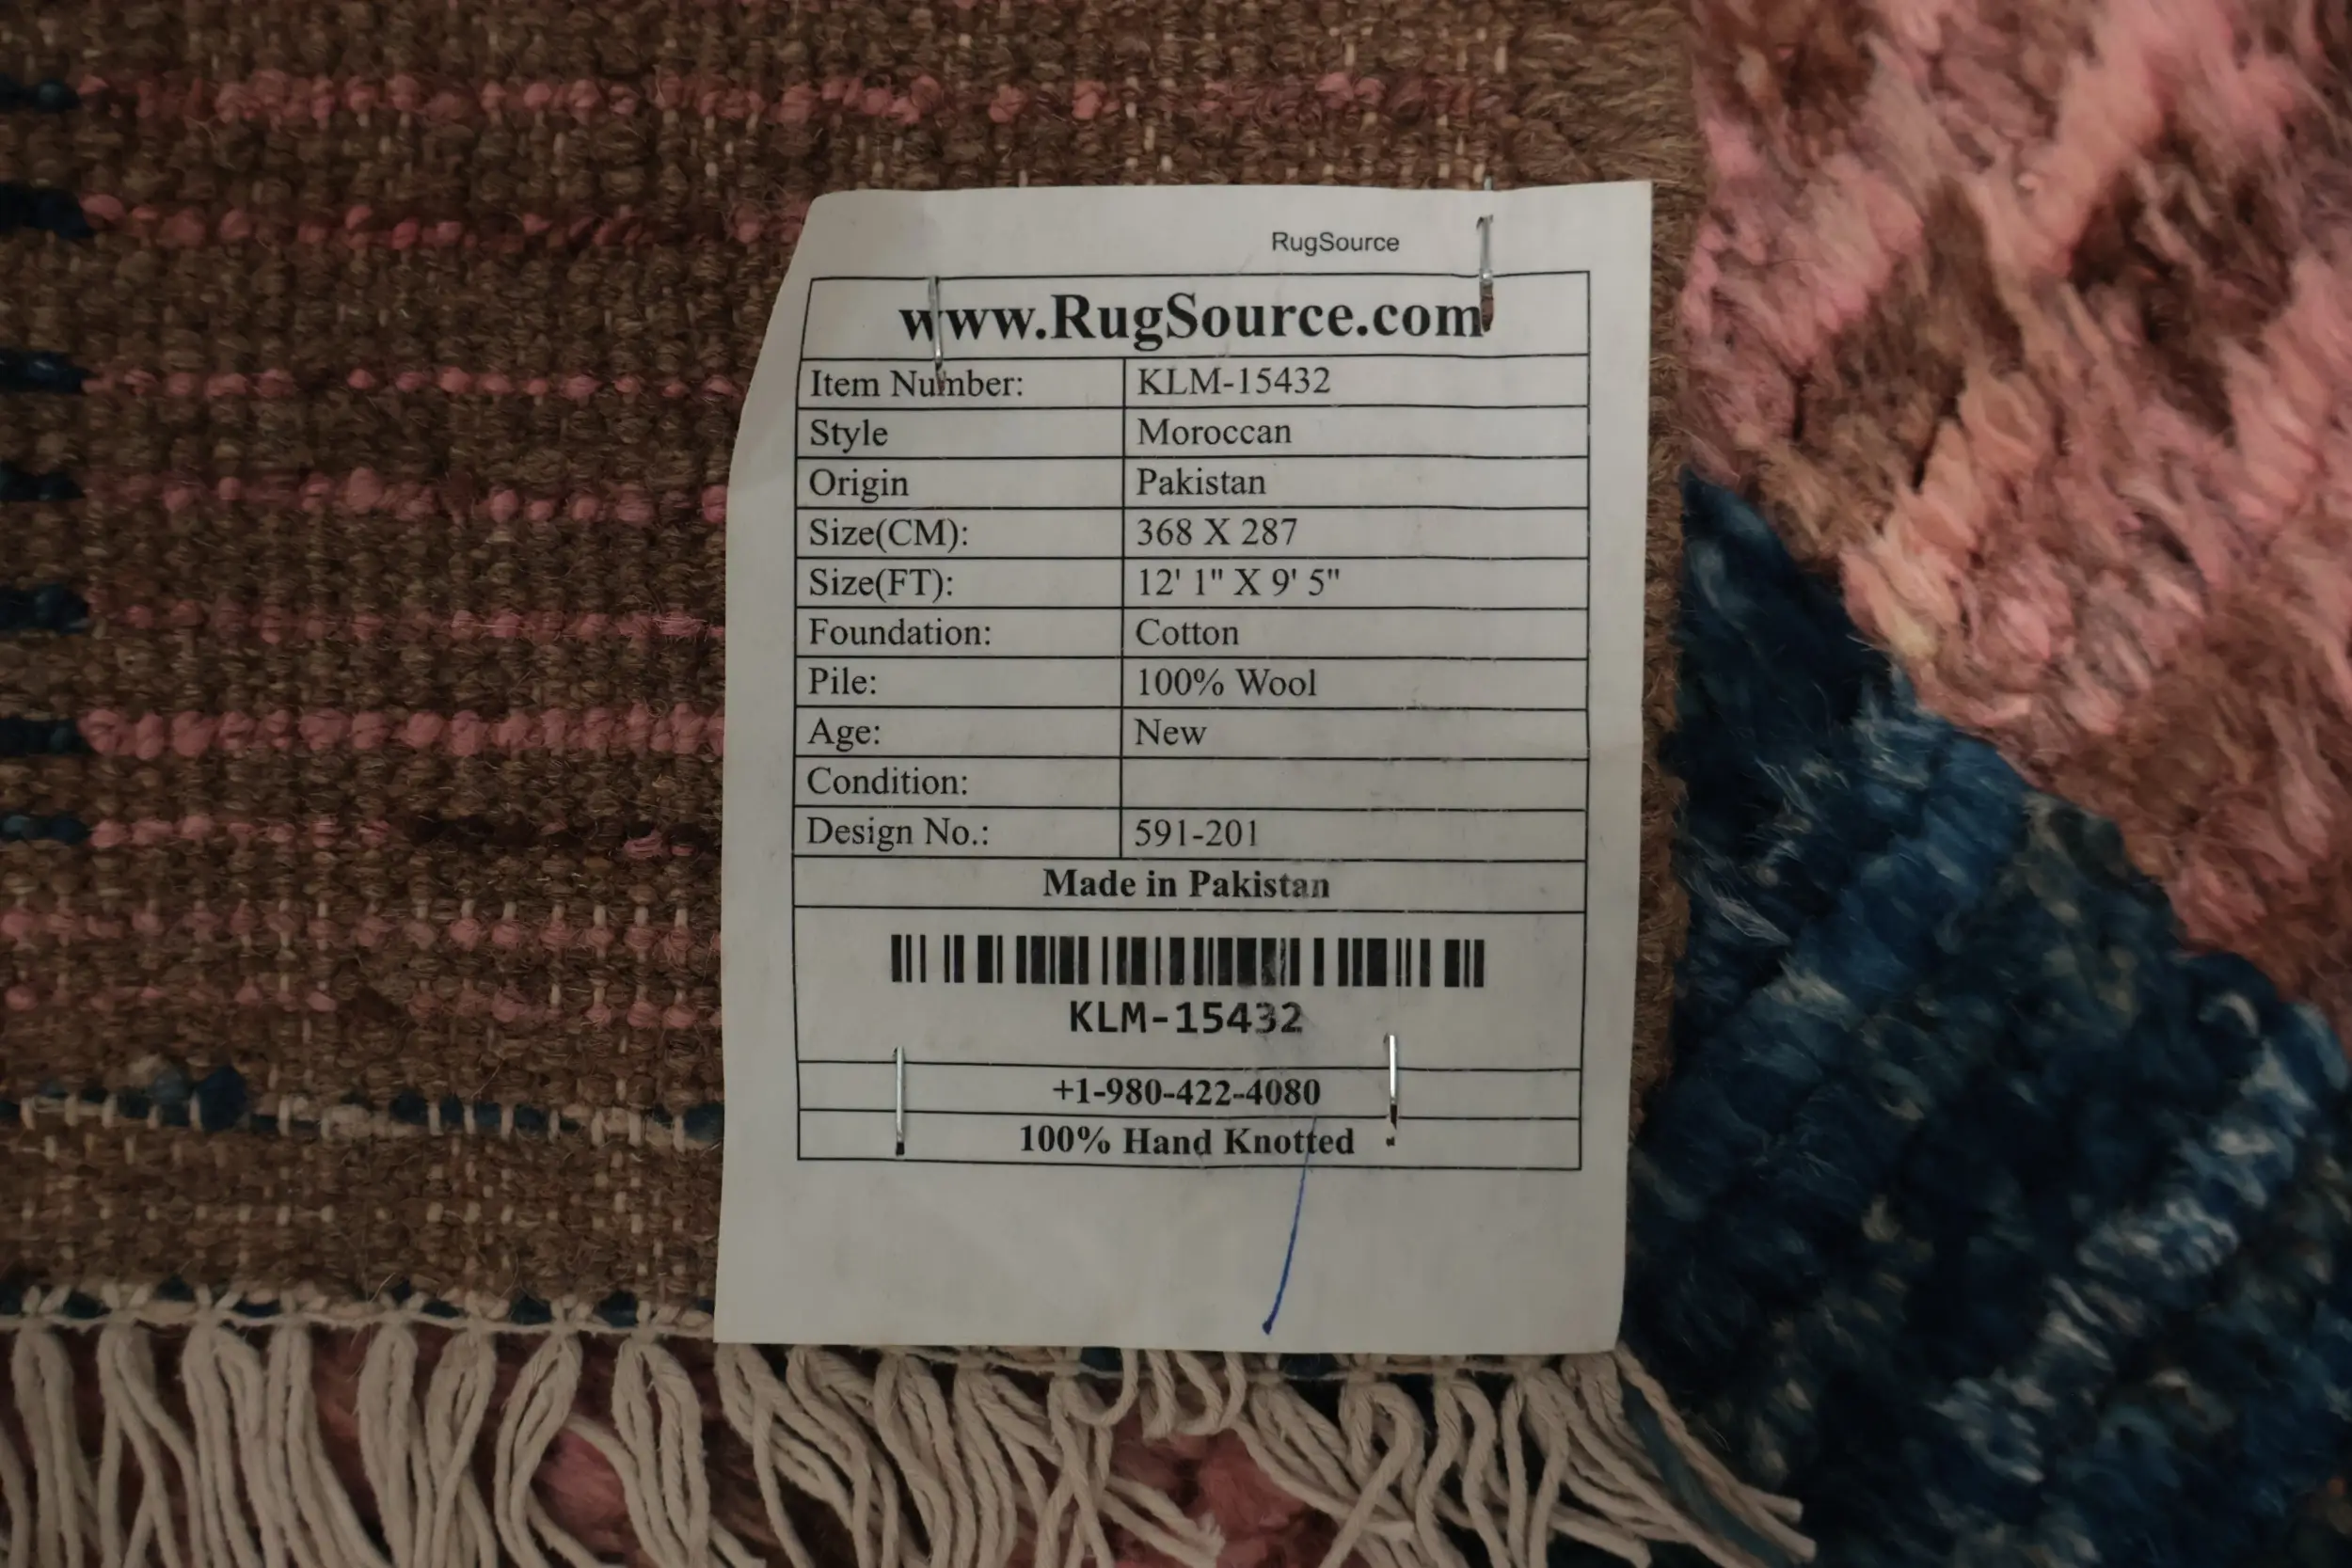 RugSource
www.RugSource.com
Item Number: KLM-15432
Style Moroccan
Origin Pakistan
Size(CM): 368 X 287
Size(FT): 12' 1" X 9' 5"
Foundation: Cotton
Pile: 100% Wool
Age: New
Condition:
Design No.: 591-201
Made in Pakistan
KLM-15432
+1-980-422-4080
100% Hand Knotted